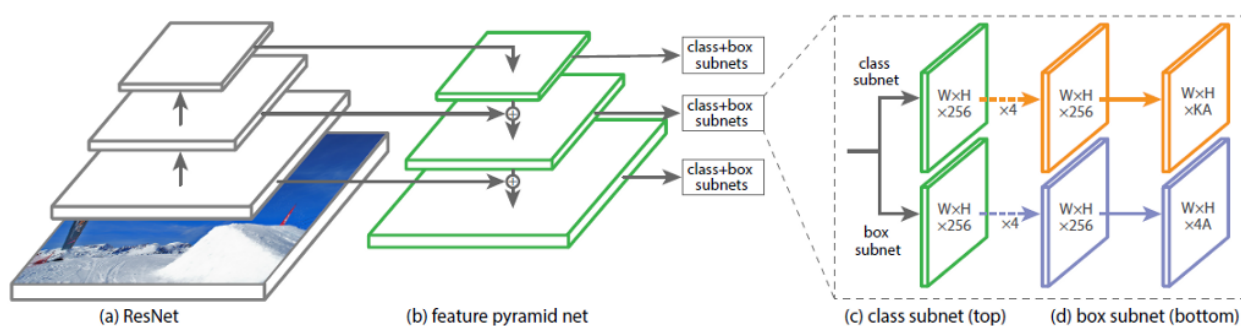 class+box
subnets
class+box
subnets
class+box
subnets
class
subnet
W×H
×256
×4
W×H
×256
W×H
×KA
W×H
×256
×4
W×H
×256
W×H
×4A
box
subnet
(a) ResNet
(b) feature pyramid net
(c) class subnet (top)
(d) box subnet (bottom)